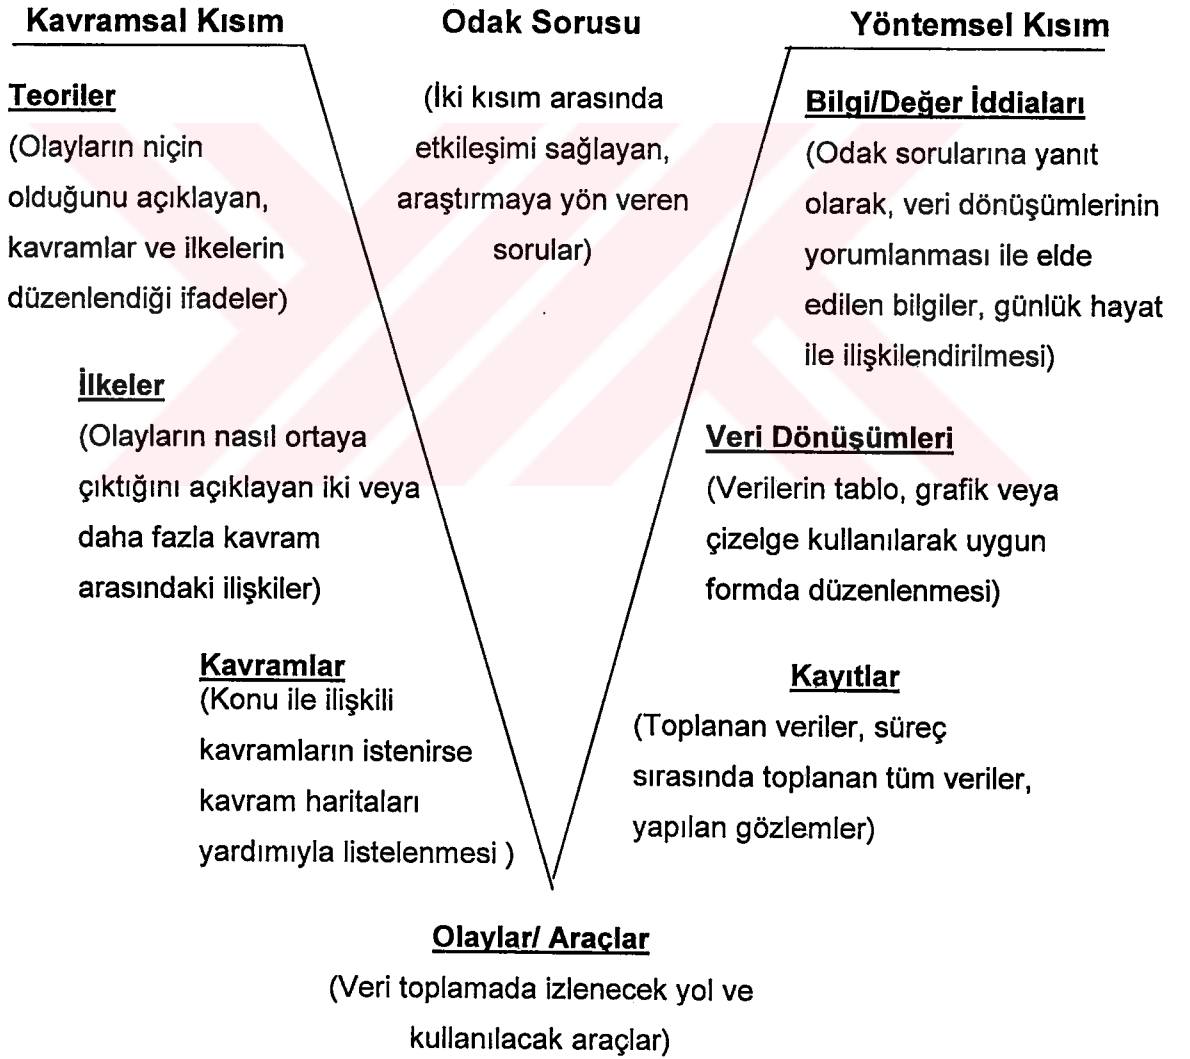 Kavramsal Kısım
Odak Sorusu
Yöntemsel Kısım
Teoriler
(Olayların niçin
olduğunu açıklayan,
kavramlar ve ilkelerin
düzenlendiği ifadeler)
İlkeler
(Olayların nasıl ortaya
çıktığını açıklayan iki veya
daha fazla kavram
arasındaki ilişkiler)
Kavramlar
(Konu ile ilişkili
kavramların istenirse
kavram haritaları
yardımıyla listelenmesi )
(İki kısım arasında
etkileşimi sağlayan,
araştırmaya yön veren
sorular)
Bilgi/Değer İddiaları
(Odak sorularına yanıt
olarak, veri dönüşümlerinin
yorumlanması ile elde
edilen bilgiler, günlük hayat
ile ilişkilendirilmesi)
Veri Dönüşümleri
(Verilerin tablo, grafik veya
çizelge kullanılarak uygun
formda düzenlenmesi)
Kayıtlar
(Toplanan veriler, süreç
sırasında toplanan tüm veriler,
yapılan gözlemler)
Olaylar/ Araçlar
(Veri toplamada izlenecek yol ve
kullanılacak araçlar)